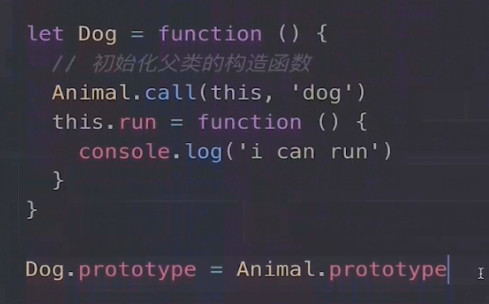 let Dog = function () {
// 初始化父类的构造函数
Animal.call(this, 'dog')
this.run = function () {
console.log('i can run')
}
}
Dog.prototype = Animal.prototype